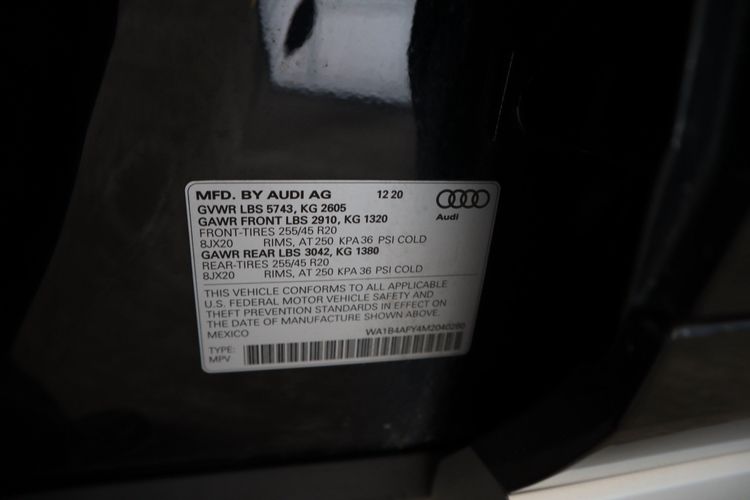 MFD. BY AUDI AG 12 20
GVWR LBS 5743, KG 2605
GAWR FRONT LBS 2910, KG 1320
FRONT-TIRES 255/45 R20
8JX20 RIMS, AT 250 KPA 36 PSI COLD
GAWR REAR LBS 3042, KG 1380
REAR-TIRES 255/45 R20
8JX20 RIMS, AT 250 KPA 36 PSI COLD
Audi
THIS VEHICLE CONFORMS TO ALL APPLICABLE
U.S. FEDERAL MOTOR VEHICLE SAFETY AND
THEFT PREVENTION STANDARDS IN EFFECT ON
THE DATE OF MANUFACTURE SHOWN ABOVE.
MEXICO WA1B4AFY4M2040260
TYPE:
MPV